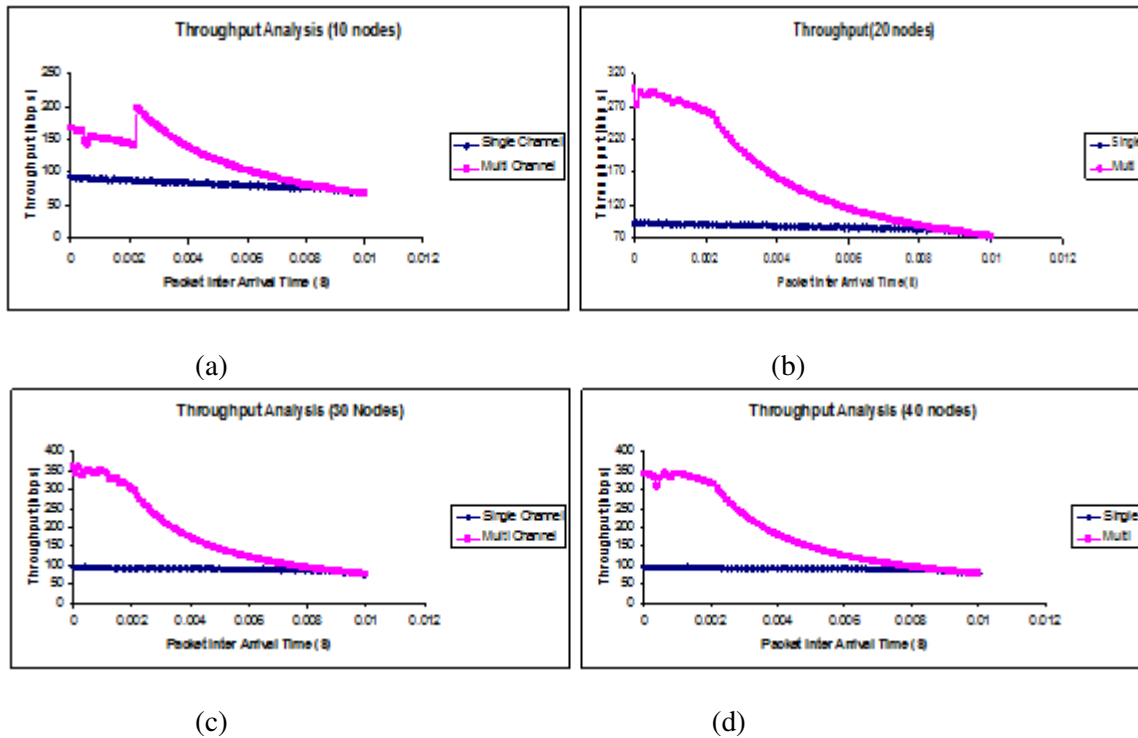 Throughput Analysis (10 nodes)
Throughput (kbps)
250
200
150
100
50
0
0 0.002 0.004 0.006 0.008 0.01 0.012
Packet Inter Arrival Time (S)
Single Channel
Multi Channel
(a)
Throughput(20 nodes)
Throughput (kbps)
320
270
220
170
120
70
0 0.002 0.004 0.006 0.008 0.01 0.012
Packet Inter Arrival Time (S)
Single
Multi
(b)
Throughput Analysis (30 Nodes)
Throughput (kbps)
400
350
300
250
200
150
100
50
0
0 0.002 0.004 0.006 0.008 0.01 0.012
Packet Inter Arrival Time (S)
Single Channel
Multi Channel
(c)
Throughput Analysis (40 nodes)
Throughput (kbps)
400
350
300
250
200
150
100
50
0
0 0.002 0.004 0.006 0.008 0.01 0.012
Packet Inter Arrival Time (S)
Single
Multi
(d)